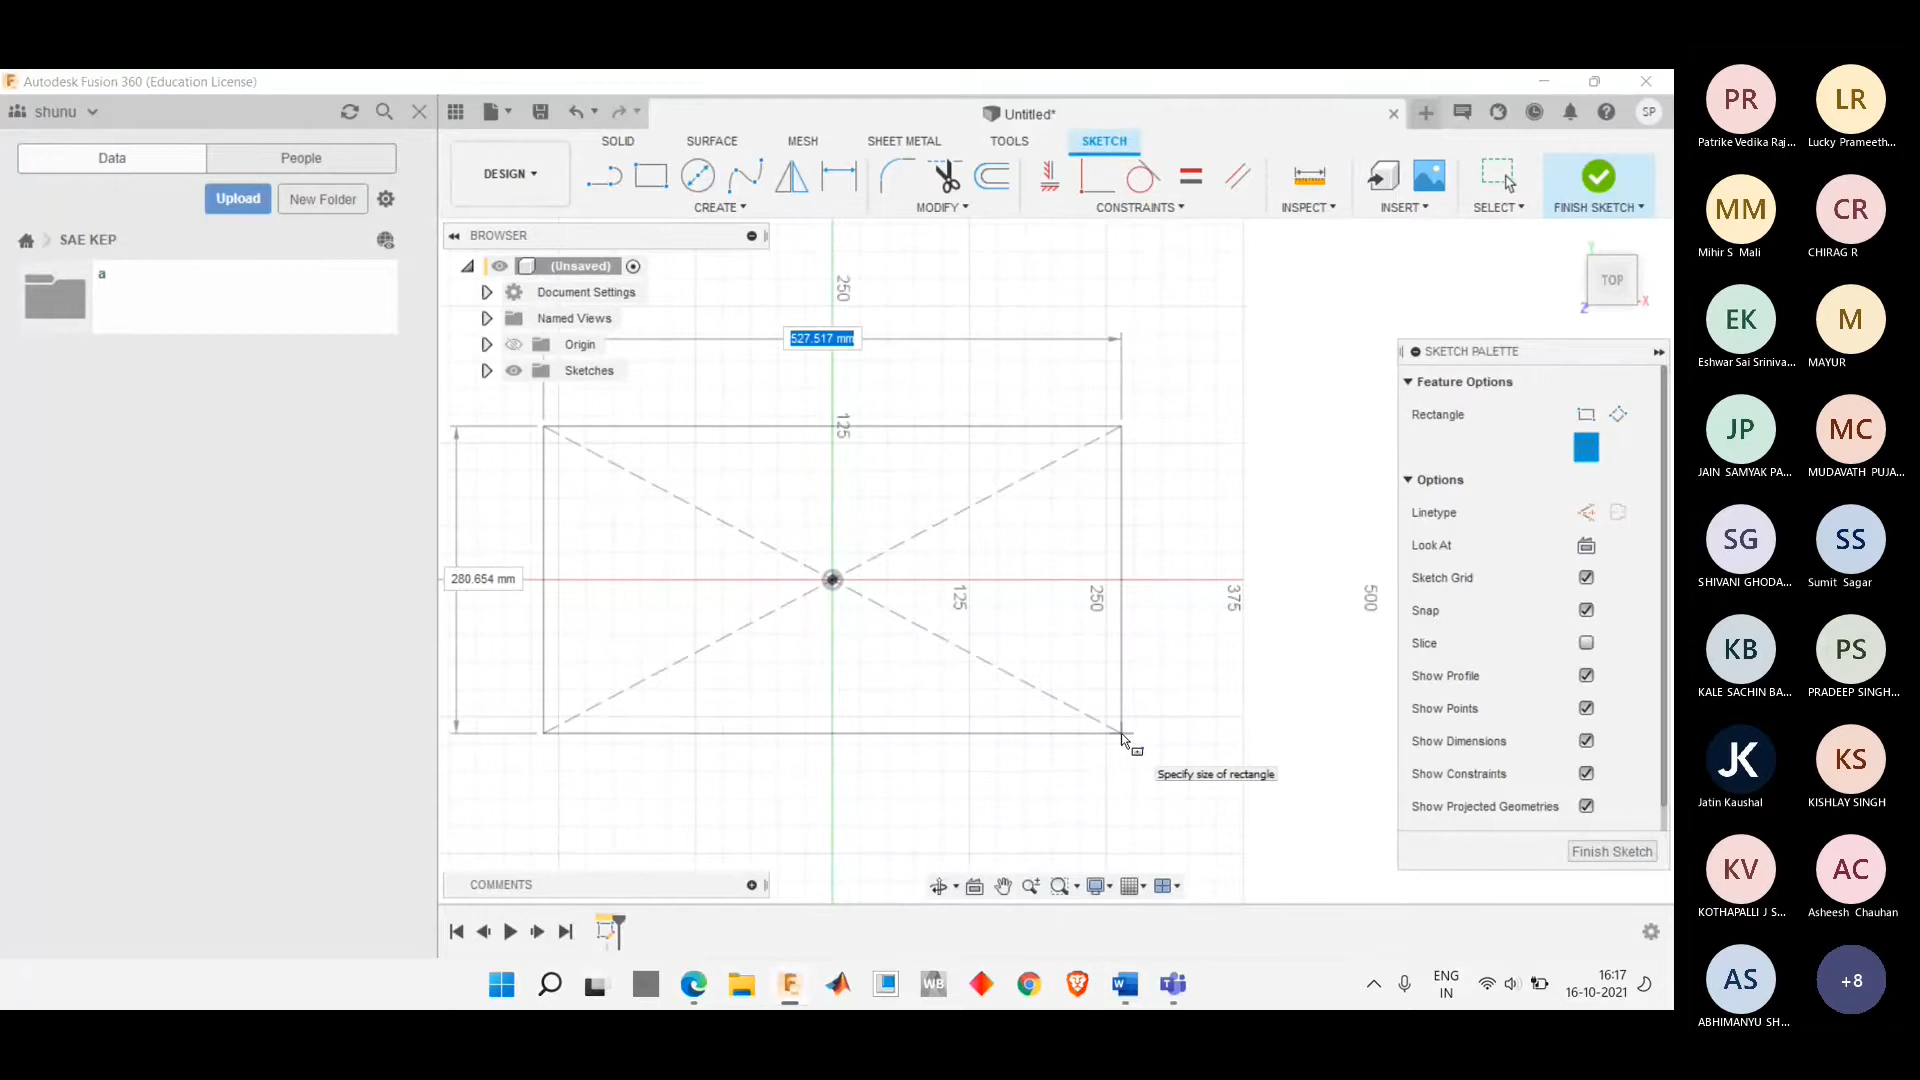 Autodesk Fusion 360 (Education License)
shunu
Data
People
Upload
New Folder
SAE KEP
a
Untitled*
SP
DESIGN
SOLID
SURFACE
MESH
SHEET METAL
TOOLS
SKETCH
CREATE
MODIFY
CONSTRAINTS
INSPECT
INSERT
SELECT
FINISH SKETCH
BROWSER
(Unsaved)
Document Settings
Named Views
Origin
Sketches
250
125
527.517 mm
280.654 mm
125
250
375
500
Specify size of rectangle
TOP
Y
X
Z
SKETCH PALETTE
Feature Options
Rectangle
Options
Linetype
Look At
Sketch Grid
Snap
Slice
Show Profile
Show Points
Show Dimensions
Show Constraints
Show Projected Geometries
Finish Sketch
COMMENTS
WB
ENG
IN
16:17
16-10-2021
PR
Patrike Vedika Raj...
LR
Lucky Prameeth...
MM
Mihir S Mali
CR
CHIRAG R
EK
Eshwar Sai Sriniva...
M
MAYUR
JP
JAIN SAMYAK PA...
MC
MUDAVATH PUJA...
SG
SHIVANI GHODA...
SS
Sumit Sagar
KB
KALE SACHIN BA...
PS
PRADEEP SINGH...
JK
Jatin Kaushal
KS
KISHLAY SINGH
KV
KOTHAPALLI J S...
AC
Asheesh Chauhan
AS
ABHIMANYU SH...
+8